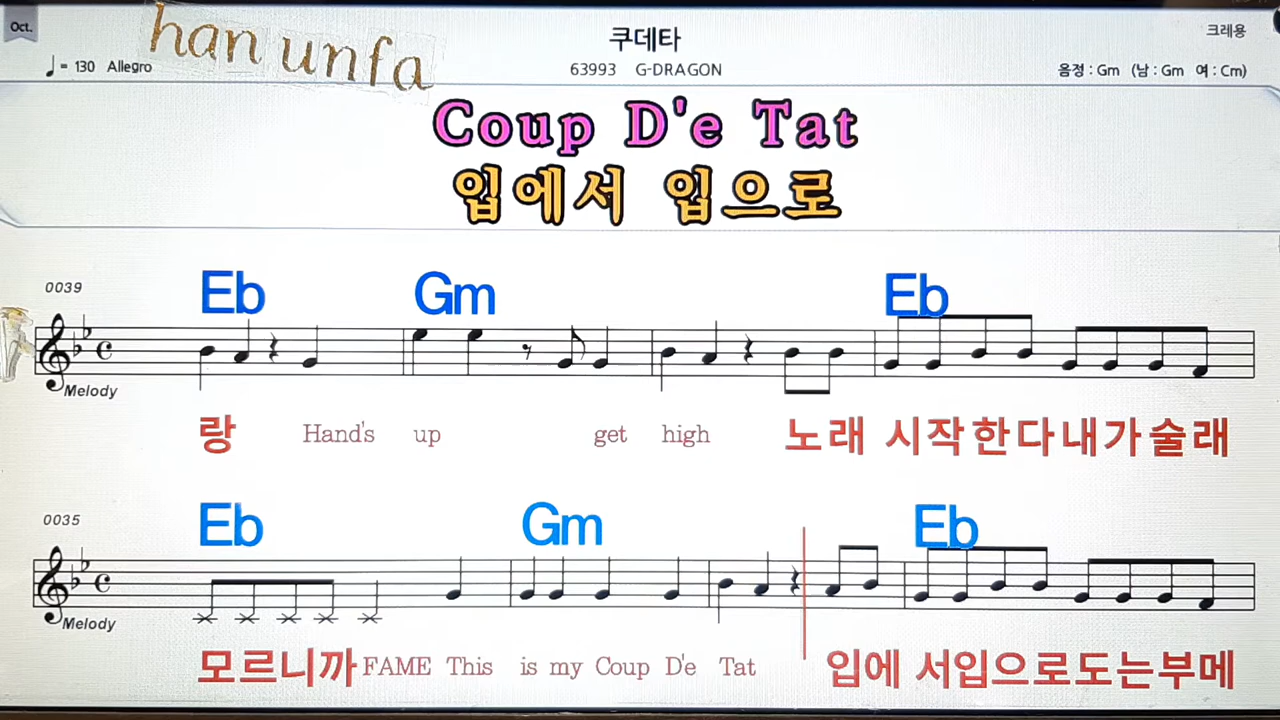 Oct.
han unfa
쿠데타
크레용
♩= 130 Allegro
63993 G-DRAGON
음정 : Gm (남 : Gm 여 : Cm)
Coup D'e Tat
입에서 입으로
0039
Eb Gm Eb
Melody
랑 Hand's up get high 노래 시작한다내가술래
0035
Eb Gm Eb
Melody
모르니까 FAME This is my Coup D'e Tat 입에 서입으로도는부메